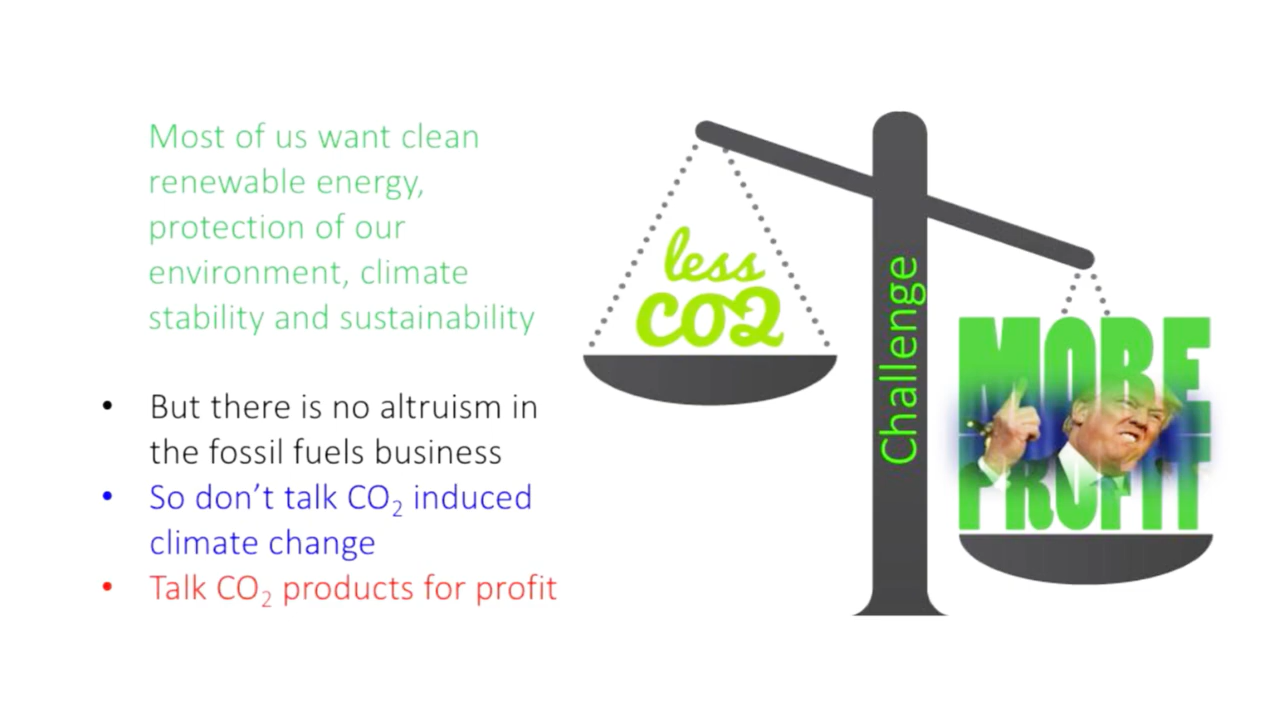 Most of us want clean
renewable energy,
protection of our
environment, climate
stability and sustainability
• But there is no altruism in
the fossil fuels business
• So don’t talk CO₂ induced
climate change
• Talk CO₂ products for profit
less
CO2
Challenge
MORE
PROFIT